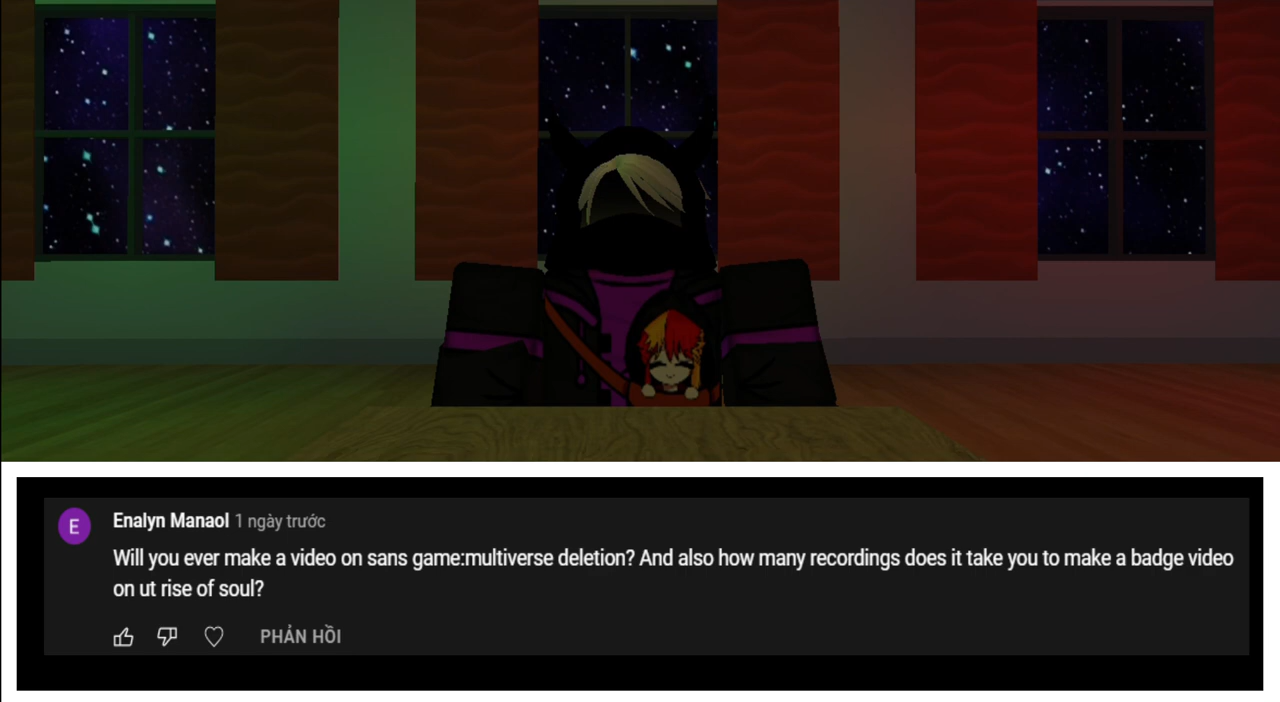 E
Enalyn Manaol 1 ngày trước
Will you ever make a video on sans game:multiverse deletion? And also how many recordings does it take you to make a badge video
on ut rise of soul?
PHẢN HỒI